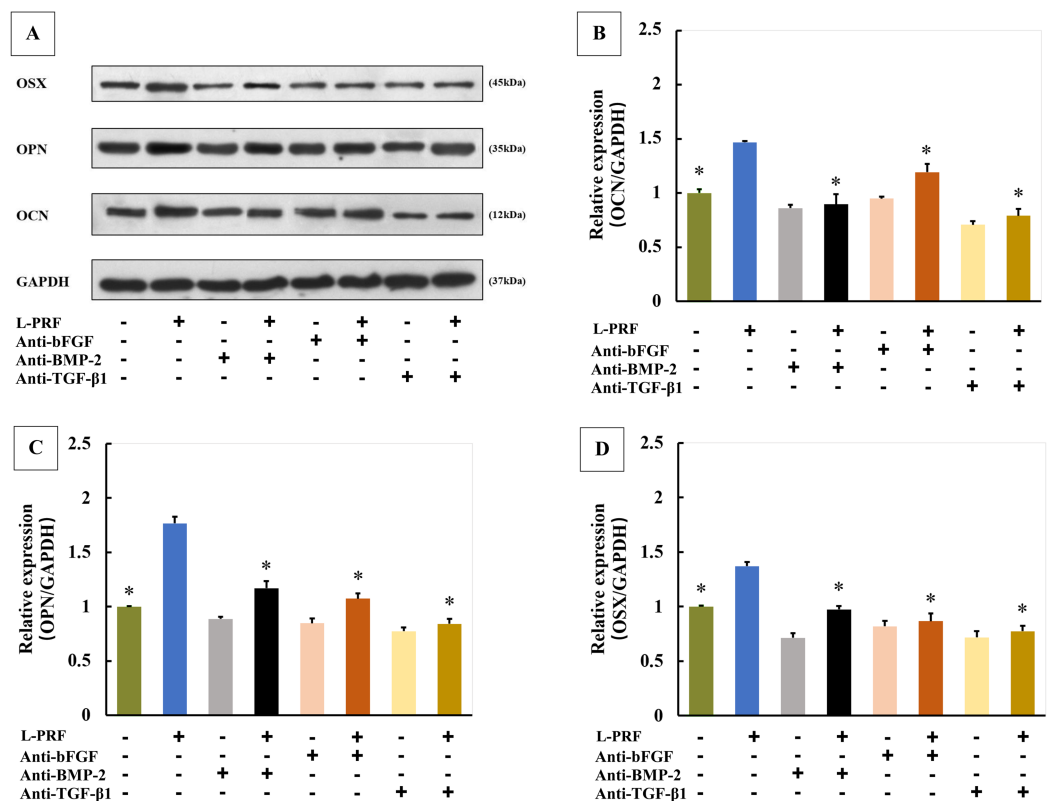 A
OSX
(45kDa)
OPN
(35kDa)
OCN
(12kDa)
GAPDH
(37kDa)
L-PRF - + - + - + - +
Anti-bFGF - - - - + + - -
Anti-BMP-2 - - + + - - - -
Anti-TGF-β1 - - - - - - + +
B
Relative expression
(OCN/GAPDH)
2.5
2
1.5
1
0.5
0
* * * *
L-PRF - + - + - + - +
Anti-bFGF - - - - + + - -
Anti-BMP-2 - - + + - - - -
Anti-TGF-β1 - - - - - - + +
C
Relative expression
(OPN/GAPDH)
2.5
2
1.5
1
0.5
0
* * * *
L-PRF - + - + - + - +
Anti-bFGF - - - - + + - -
Anti-BMP-2 - - + + - - - -
Anti-TGF-β1 - - - - - - + +
D
Relative expression
(OSX/GAPDH)
2.5
2
1.5
1
0.5
0
* * * *
L-PRF - + - + - + - +
Anti-bFGF - - - - + + - -
Anti-BMP-2 - - + + - - - -
Anti-TGF-β1 - - - - - - + +